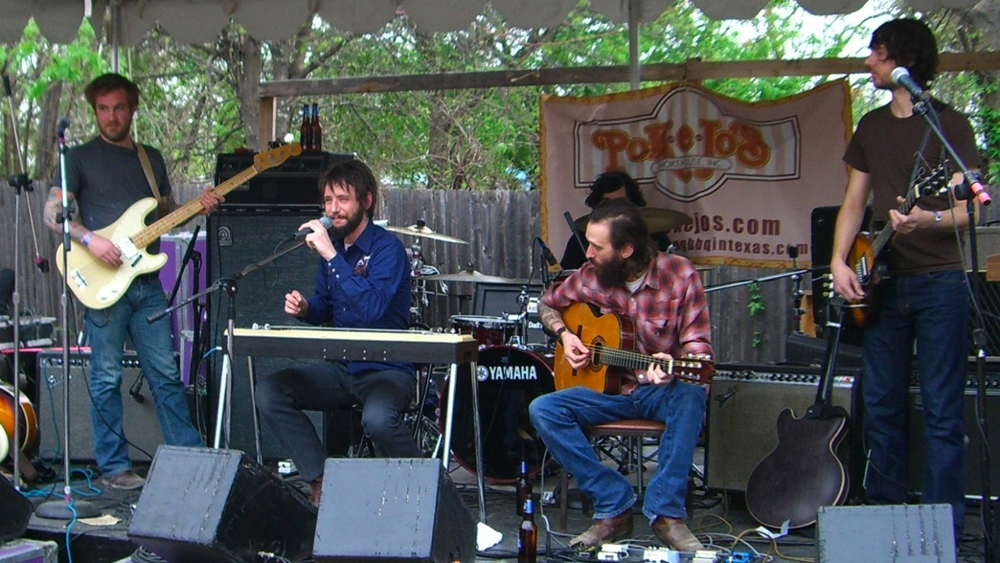 POK-e-JO'S
SMOKEHOUSE, INC.
ejos.com
bbqintexas.com
YAMAHA